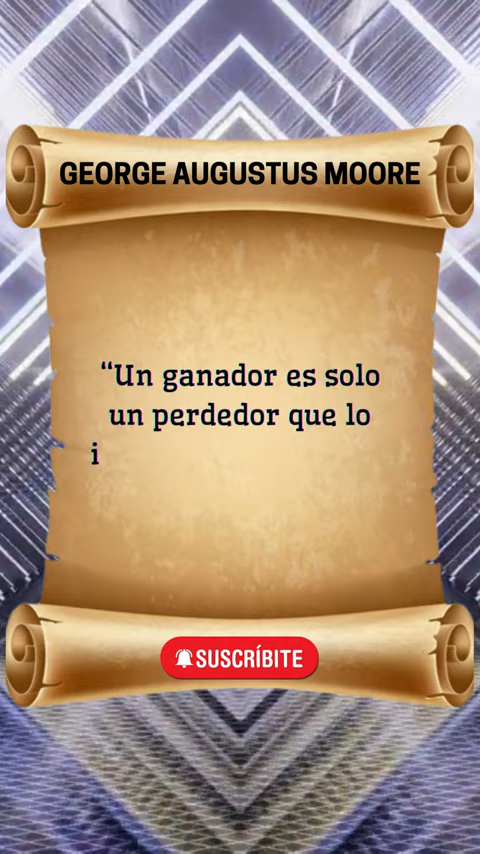 GEORGE AUGUSTUS MOORE
“Un ganador es solo
un perdedor que lo
i
SUSCRÍBITE